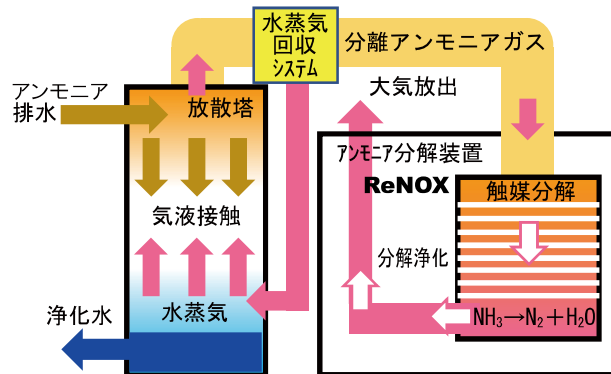 水蒸気
回収
システム
分離アンモニアガス
アンモニア
排水
放散塔
大気放出
アンモニア分解装置
ReNOX
触媒分解
気液接触
分解浄化
水蒸気
浄化水
NH₃→N₂＋H₂O